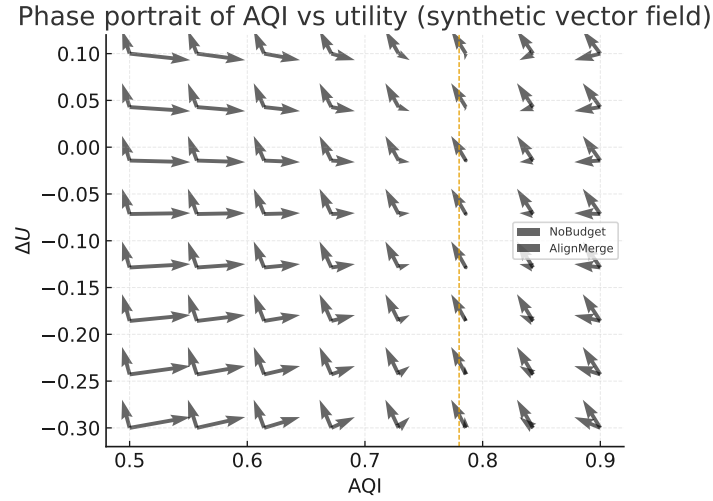 Phase portrait of AQI vs utility (synthetic vector field)
0.10
0.05
0.00
−0.05
−0.10
−0.15
−0.20
−0.25
−0.30
ΔU
NoBudget
AlignMerge
0.5 0.6 0.7 0.8 0.9
AQI